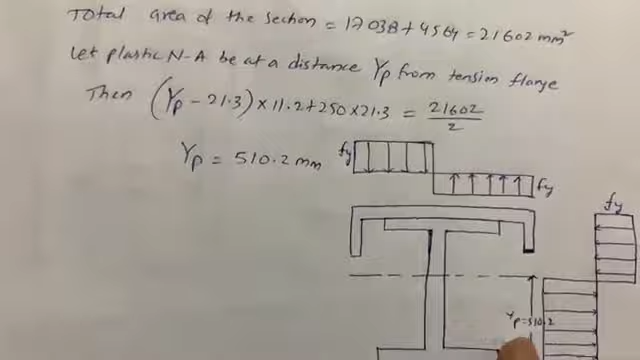 Total area of the section = 17038+4564 = 21602 mm²
Let plastic N-A be at a distance Yp from tension flange
Then (Yp - 21.3)×11.2+250×21.3 = 21602/2
Yp = 510.2 mm
fy
fy
fy
Yp=510.2